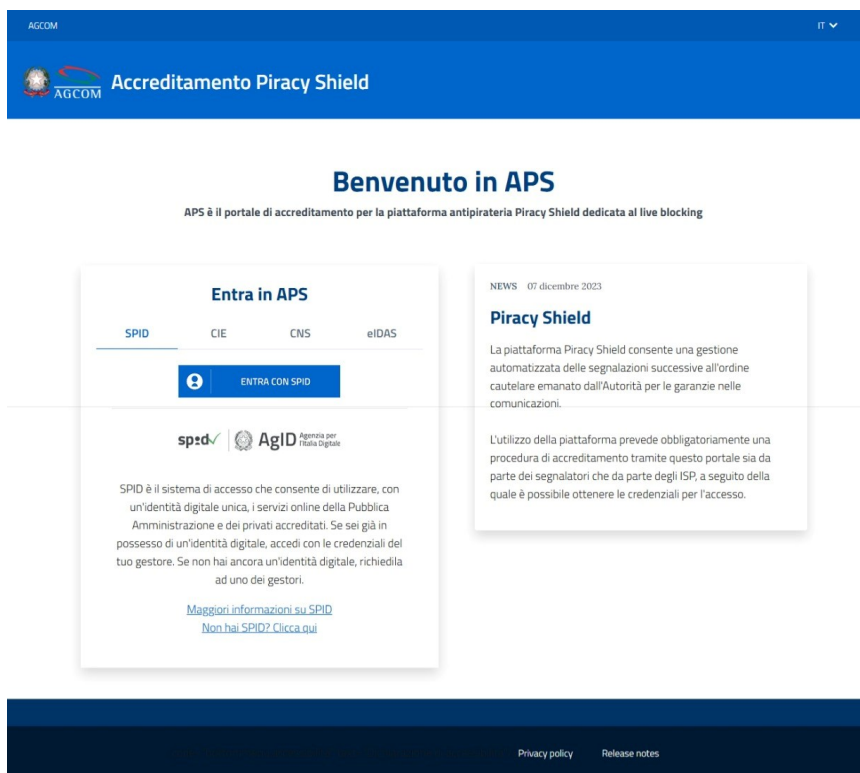 AGCOM
IT
AGCOM
Accreditamento Piracy Shield
Benvenuto in APS
APS è il portale di accreditamento per la piattaforma antipirateria Piracy Shield dedicata al live blocking
Entra in APS
SPID CIE CNS eIDAS
ENTRA CON SPID
sp:d AgID Agenzia per
l'Italia Digitale
SPID è il sistema di accesso che consente di utilizzare, con
un'identità digitale unica, i servizi online della Pubblica
Amministrazione e dei privati accreditati. Se sei già in
possesso di un'identità digitale, accedi con le credenziali del
tuo gestore. Se non hai ancora un'identità digitale, richiedila
ad uno dei gestori.
Maggiori informazioni su SPID
Non hai SPID? Clicca qui
NEWS 07 dicembre 2023
Piracy Shield
La piattaforma Piracy Shield consente una gestione
automatizzata delle segnalazioni successive all'ordine
cautelare emanato dall'Autorità per le garanzie nelle
comunicazioni.
L'utilizzo della piattaforma prevede obbligatoriamente una
procedura di accreditamento tramite questo portale sia da
parte dei segnalatori che da parte degli ISP, a seguito della
quale è possibile ottenere le credenziali per l'accesso.
Privacy policy Release notes